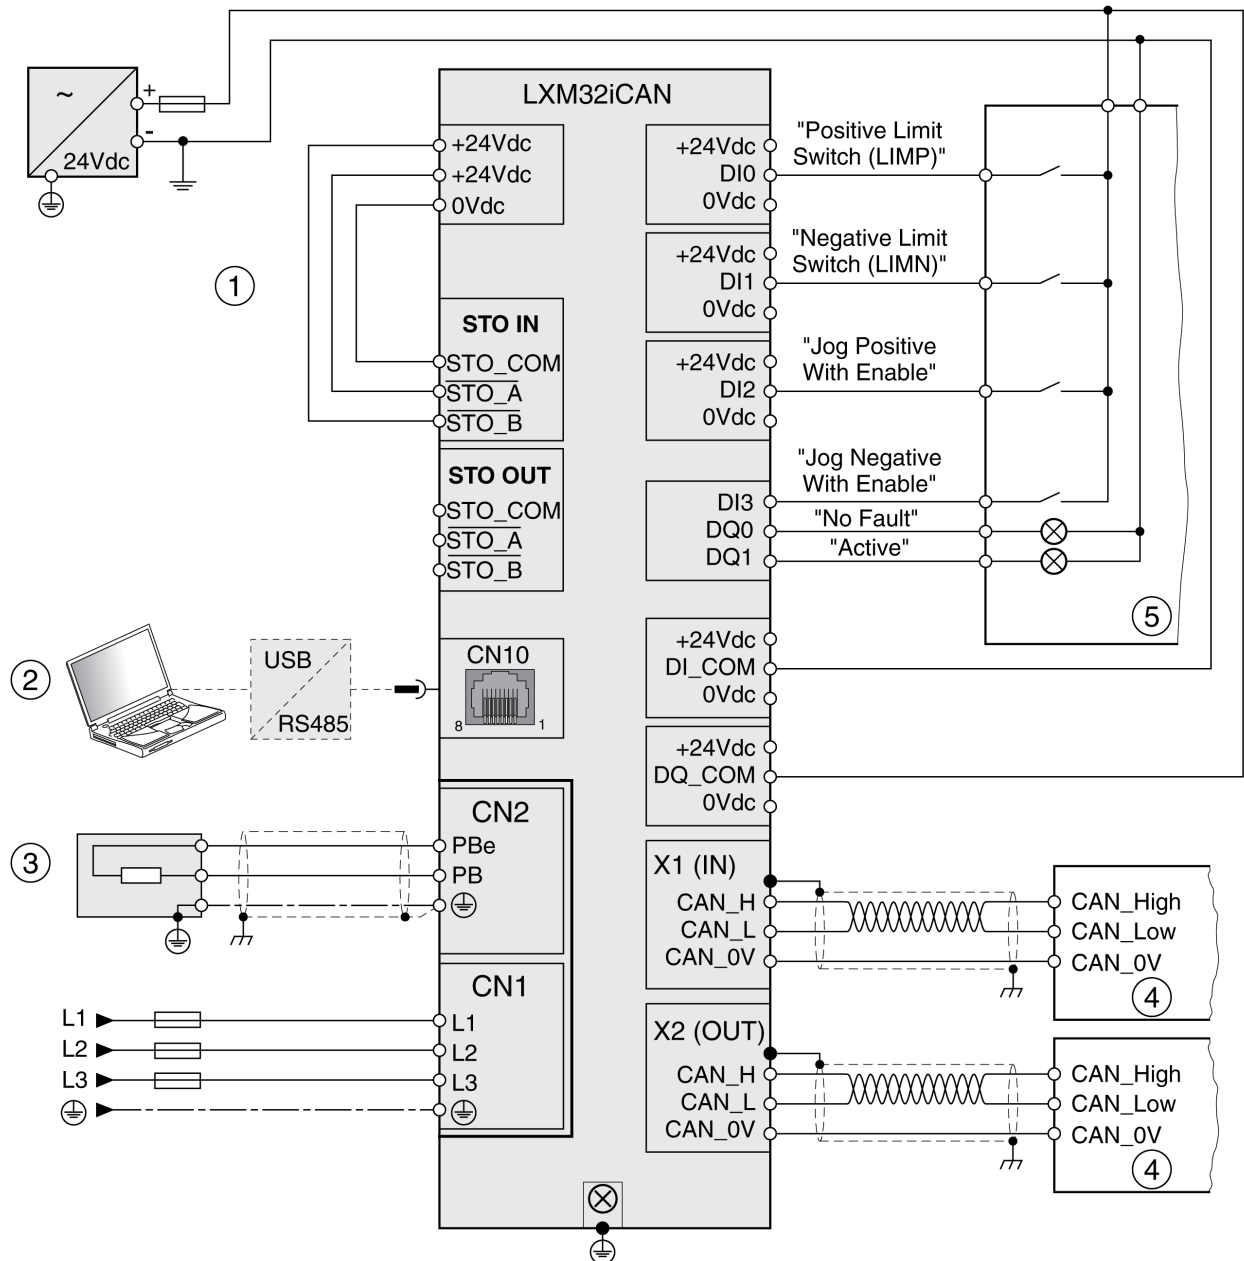 +
~
-
24Vdc
LXM32iCAN
+24Vdc
+24Vdc
0Vdc
1
STO IN
STO_COM
STO_A
STO_B
STO OUT
STO_COM
STO_A
STO_B
2
USB
RS485
CN10
8
1
3
CN2
PBe
PB
CN1
L1
L2
L3
L1
L2
L3
+24Vdc
DI0
0Vdc
"Positive Limit
Switch (LIMP)"
+24Vdc
DI1
0Vdc
"Negative Limit
Switch (LIMN)"
+24Vdc
DI2
0Vdc
"Jog Positive
With Enable"
DI3
DQ0
DQ1
"Jog Negative
With Enable"
"No Fault"
"Active"
5
+24Vdc
DI_COM
0Vdc
+24Vdc
DQ_COM
0Vdc
X1 (IN)
CAN_H
CAN_L
CAN_0V
CAN_High
CAN_Low
CAN_0V
4
X2 (OUT)
CAN_H
CAN_L
CAN_0V
CAN_High
CAN_Low
CAN_0V
4